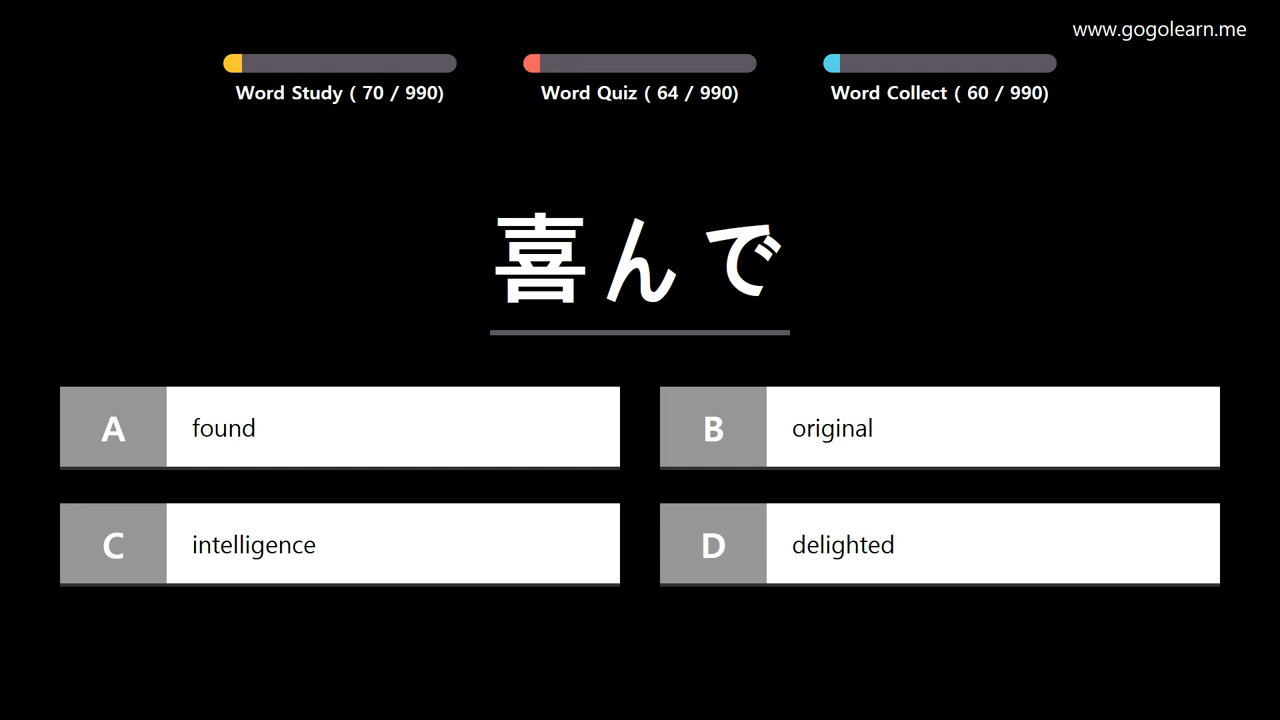 www.gogolearn.me
Word Study ( 70 / 990)
Word Quiz ( 64 / 990)
Word Collect ( 60 / 990)
喜んで
A found
B original
C intelligence
D delighted